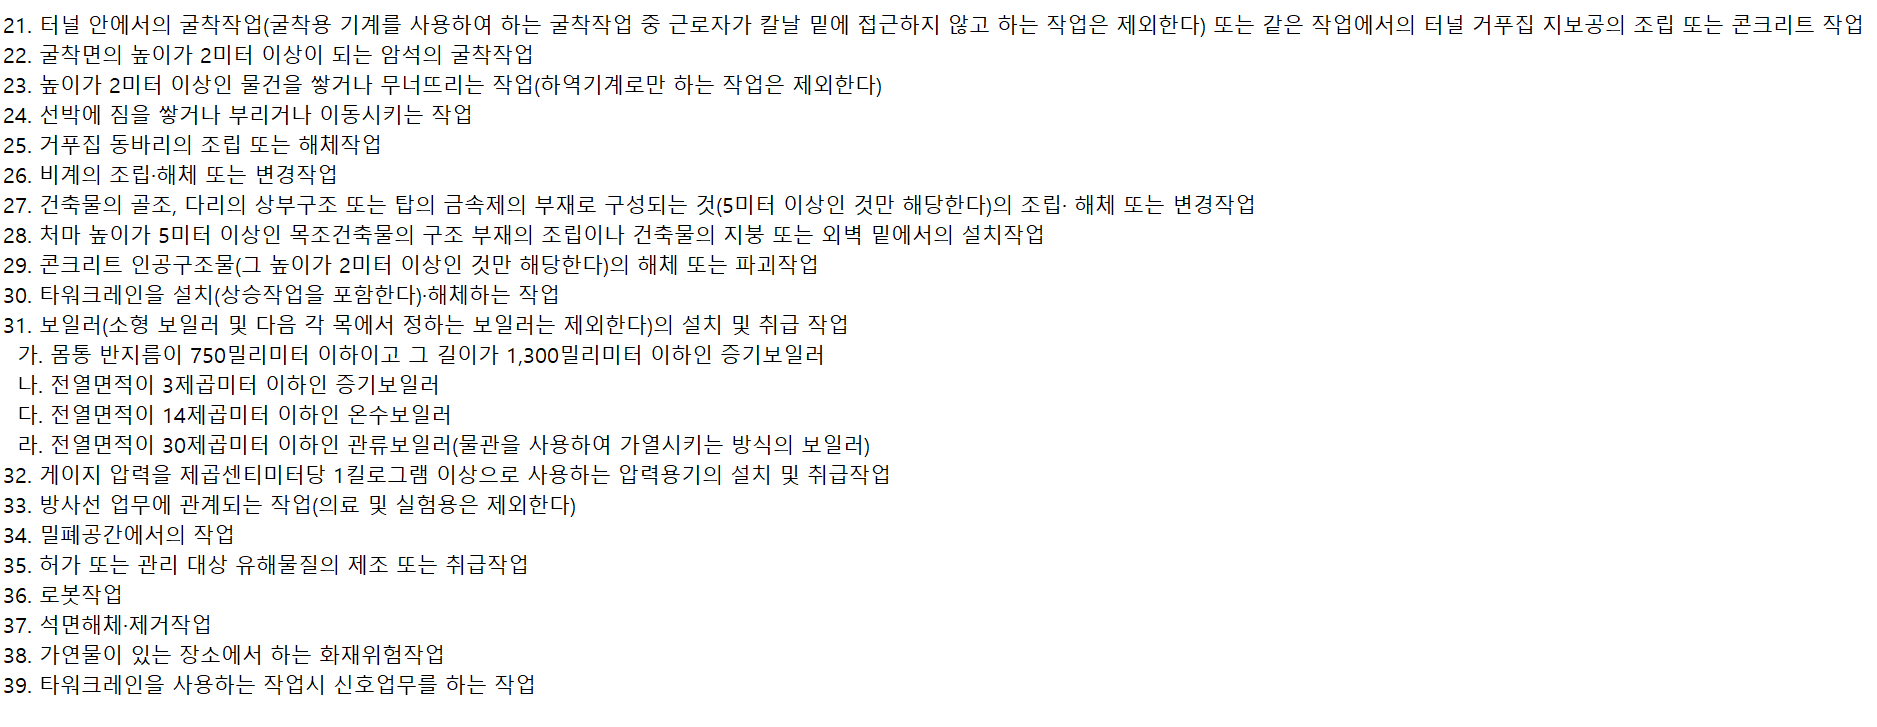 21. 터널 안에서의 굴착작업(굴착용 기계를 사용하여 하는 굴착작업 중 근로자가 칼날 밑에 접근하지 않고 하는 작업은 제외한다) 또는 같은 작업에서의 터널 거푸집 지보공의 조립 또는 콘크리트 작업
22. 굴착면의 높이가 2미터 이상이 되는 암석의 굴착작업
23. 높이가 2미터 이상인 물건을 쌓거나 무너뜨리는 작업(하역기계로만 하는 작업은 제외한다)
24. 선박에 짐을 쌓거나 부리거나 이동시키는 작업
25. 거푸집 동바리의 조립 또는 해체작업
26. 비계의 조립·해체 또는 변경작업
27. 건축물의 골조, 다리의 상부구조 또는 탑의 금속제의 부재로 구성되는 것(5미터 이상인 것만 해당한다)의 조립· 해체 또는 변경작업
28. 처마 높이가 5미터 이상인 목조건축물의 구조 부재의 조립이나 건축물의 지붕 또는 외벽 밑에서의 설치작업
29. 콘크리트 인공구조물(그 높이가 2미터 이상인 것만 해당한다)의 해체 또는 파괴작업
30. 타워크레인을 설치(상승작업을 포함한다)·해체하는 작업
31. 보일러(소형 보일러 및 다음 각 목에서 정하는 보일러는 제외한다)의 설치 및 취급 작업
가. 몸통 반지름이 750밀리미터 이하이고 그 길이가 1,300밀리미터 이하인 증기보일러
나. 전열면적이 3제곱미터 이하인 증기보일러
다. 전열면적이 14제곱미터 이하인 온수보일러
라. 전열면적이 30제곱미터 이하인 관류보일러(물관을 사용하여 가열시키는 방식의 보일러)
32. 게이지 압력을 제곱센티미터당 1킬로그램 이상으로 사용하는 압력용기의 설치 및 취급작업
33. 방사선 업무에 관계되는 작업(의료 및 실험용은 제외한다)
34. 밀폐공간에서의 작업
35. 허가 또는 관리 대상 유해물질의 제조 또는 취급작업
36. 로봇작업
37. 석면해체·제거작업
38. 가연물이 있는 장소에서 하는 화재위험작업
39. 타워크레인을 사용하는 작업시 신호업무를 하는 작업